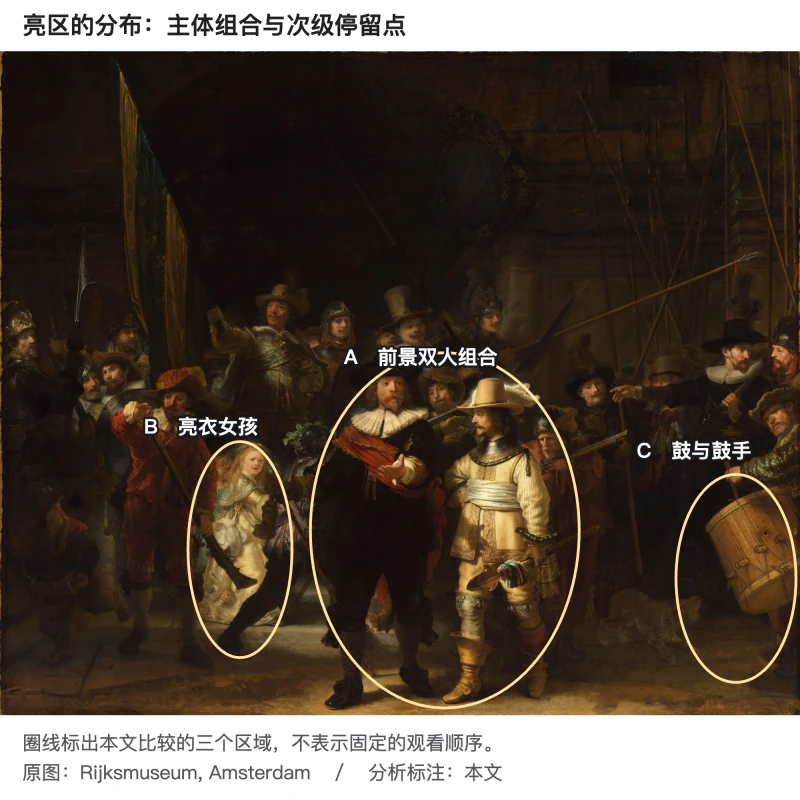 亮区的分布：主体组合与次级停留点
A 前景双人组合
B 亮衣女孩
C 鼓与鼓手
圈线标出本文比较的三个区域，不表示固定的观看顺序。
原图：Rijksmuseum, Amsterdam / 分析标注：本文